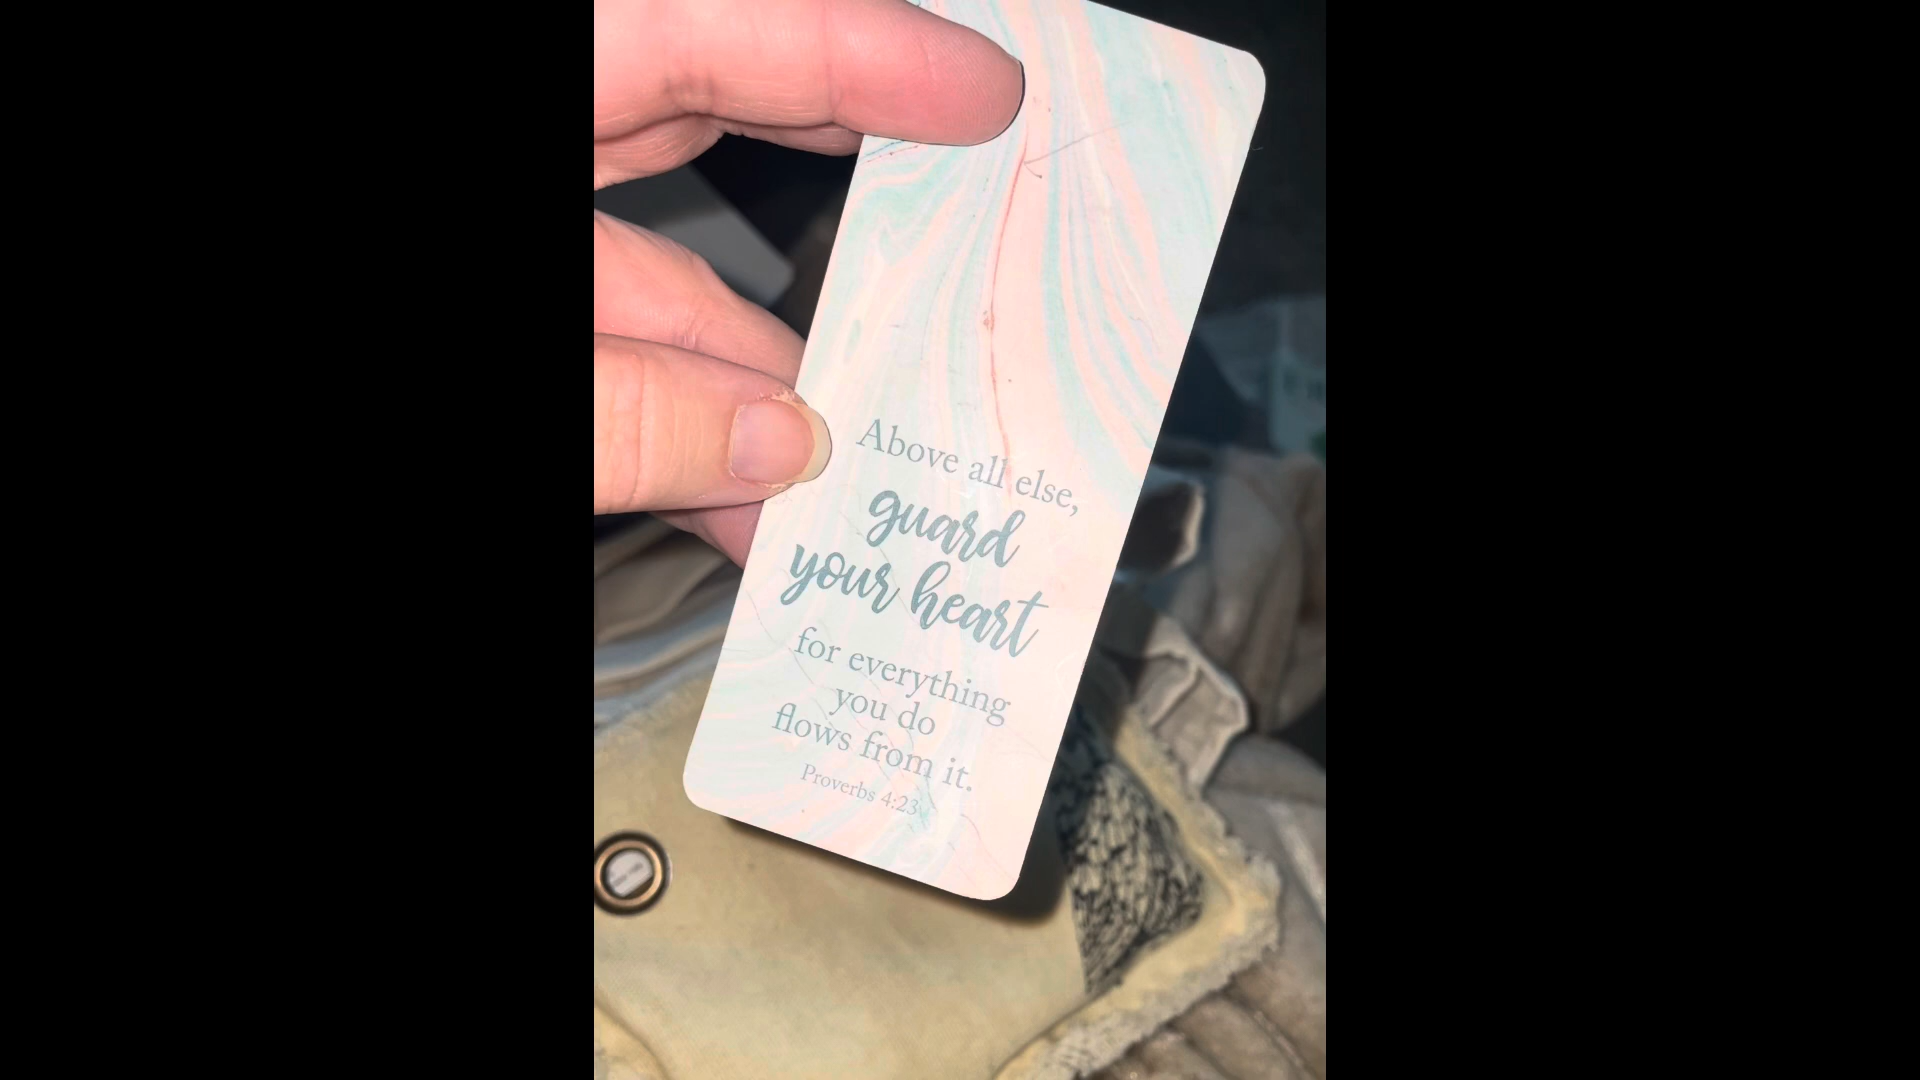 Above all else,
guard
your heart
for everything
you do
flows from it.
Proverbs 4:23